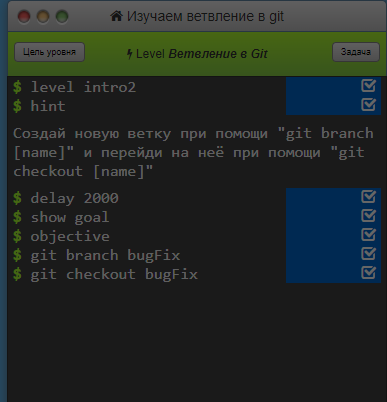 Изучаем ветвление в git
Цель уровня
Level Ветвление в Git
Задача
$ level intro2
$ hint
Создай новую ветку при помощи "git branch
[name]" и перейди на неё при помощи "git
checkout [name]"
$ delay 2000
$ show goal
$ objective
$ git branch bugFix
$ git checkout bugFix